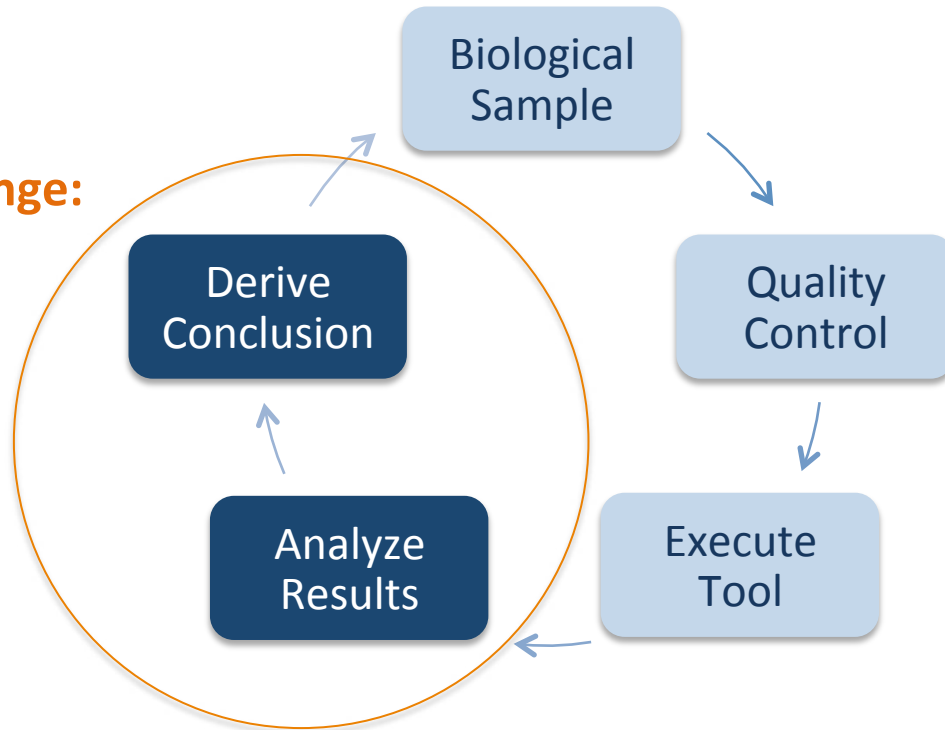 Biological
Sample
nge:
Derive
Conclusion
Quality
Control
Analyze
Results
Execute
Tool